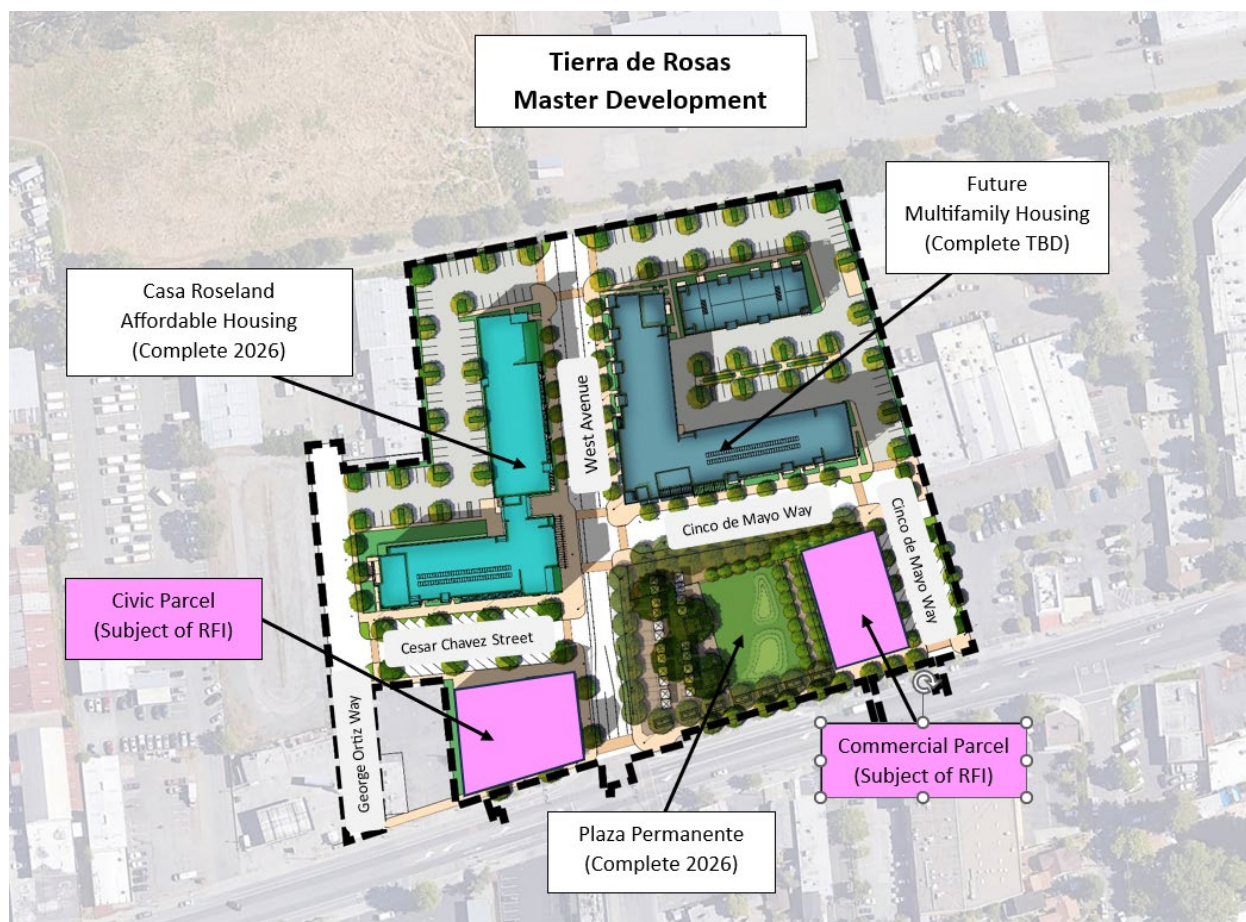 Tierra de Rosas
Master Development
Future
Multifamily Housing
(Complete TBD)
Casa Roseland
Affordable Housing
(Complete 2026)
West Avenue
Cinco de Mayo Way
Cinco de Mayo Way
Civic Parcel
(Subject of RFI)
Cesar Chavez Street
George Ortiz Way
Commercial Parcel
(Subject of RFI)
Plaza Permanente
(Complete 2026)